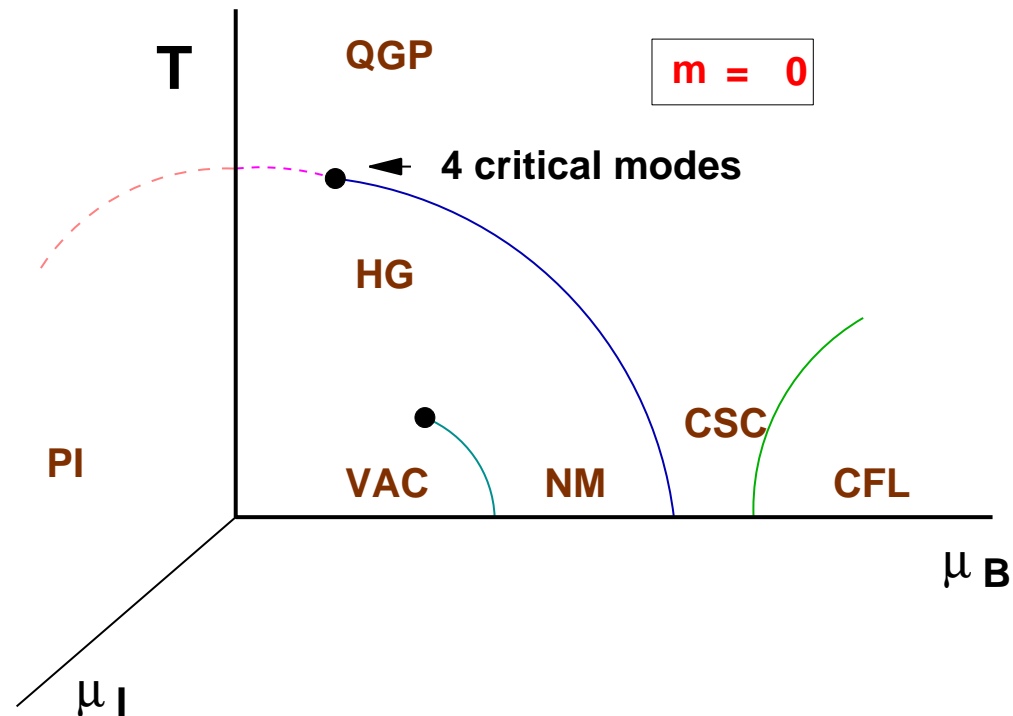 T
QGP
m = 0
4 critical modes
HG
CSC
PI
VAC
NM
CFL
μ B
μ I